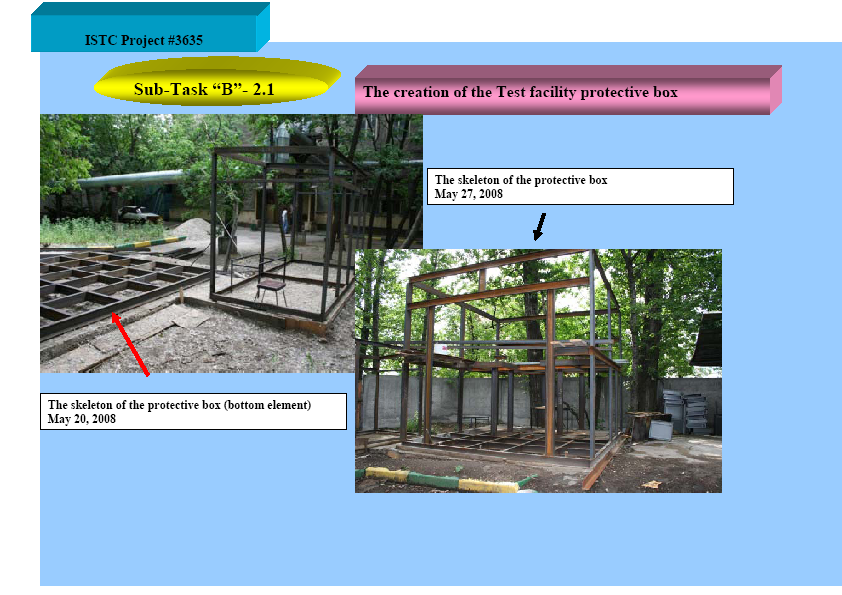 ISTC Project #3635
Sub-Task “B”- 2.1
The creation of the Test facility protective box
The skeleton of the protective box
May 27, 2008
The skeleton of the protective box (bottom element)
May 20, 2008